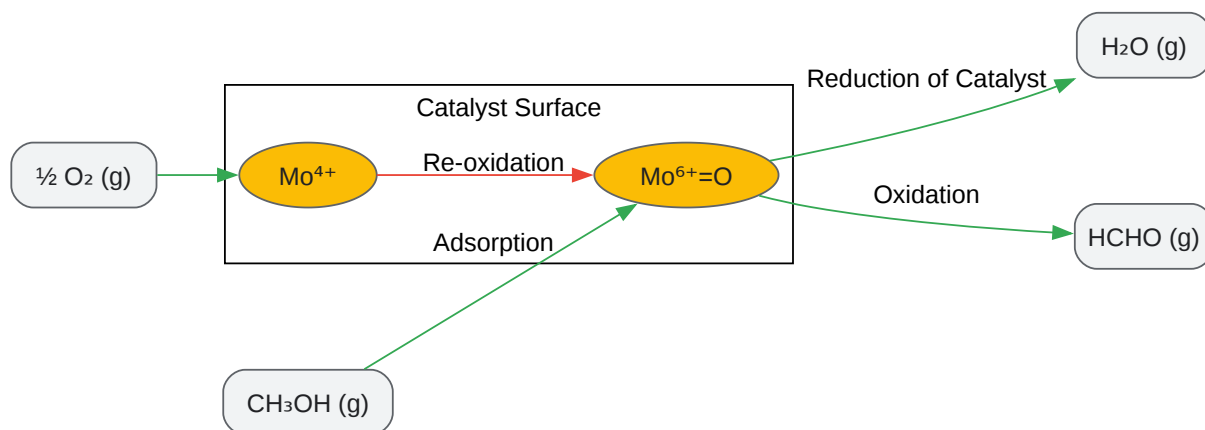 H₂O (g)
Reduction of Catalyst
Catalyst Surface
½ O₂ (g)
Mo⁴⁺
Re-oxidation
Mo⁶⁺=O
Oxidation
HCHO (g)
Adsorption
CH₃OH (g)